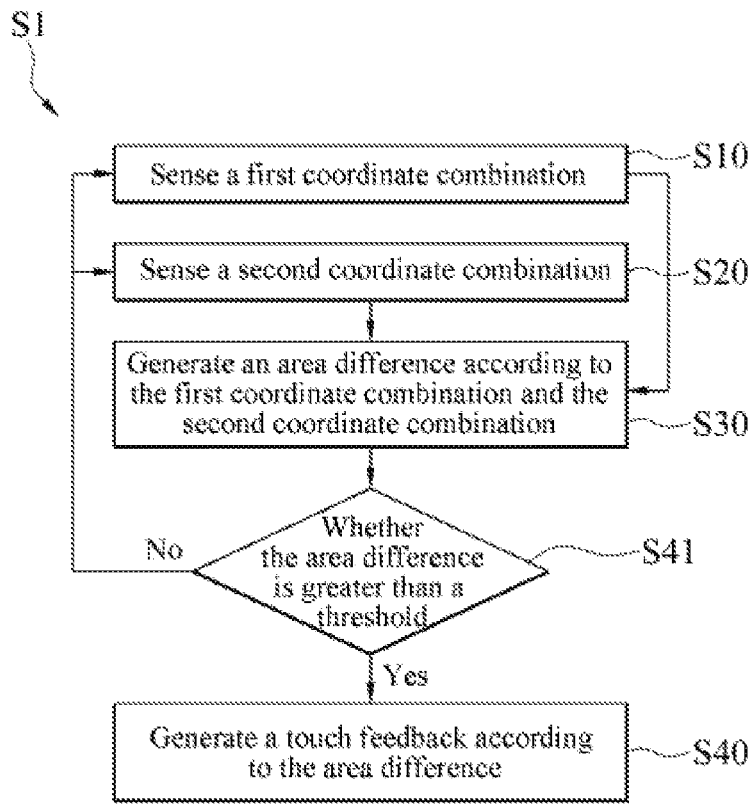 S1
Sense a first coordinate combination
S10
Sense a second coordinate combination
S20
Generate an area difference according to
the first coordinate combination and the
second coordinate combination
S30
Whether
the area difference
is greater than a
threshold
No
S41
Yes
Generate a touch feedback according
to the area difference
S40